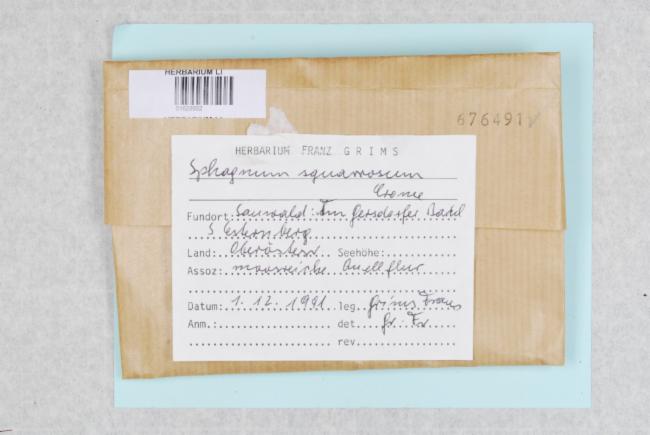 HERBARIUM LI
676491
HERBARIUM FRANZ GRIMS
Sphagnum squarrosum
Crome
Fundort: Sauwald: Im Gersdorfer Bartl
S Esternberg
Land: Oberösterr Seehöhe:
Assoz: moosreiche Quellflur
Datum: 1. 12. 1991 leg. Grims Franz
Anm.: det Gr. Fr
rev.